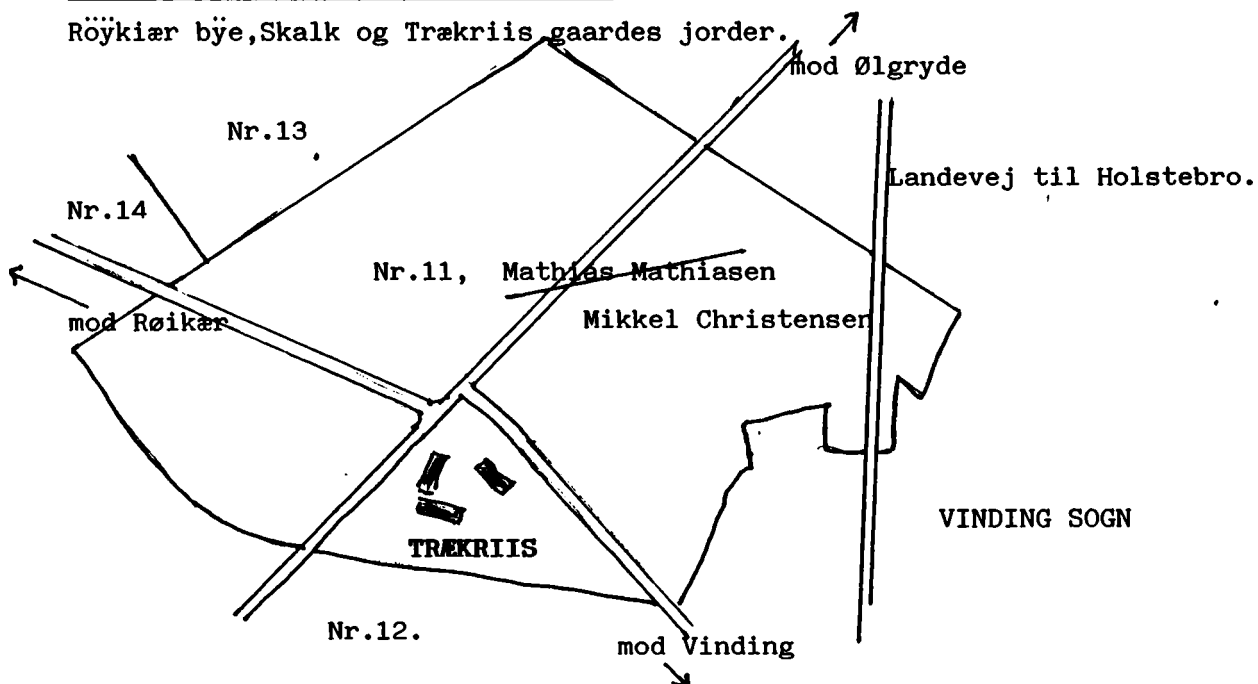 Röÿkiær bÿe,Skalk og Trækriis gaardes jorder.
mod Ølgryde
Nr.13
Landevej til Holstebro.
Nr.14
Nr.11, Mathias Mathiasen
mod Røikær
Mikkel Christensen
VINDING SOGN
TRÆKRIIS
Nr.12.
mod Vinding